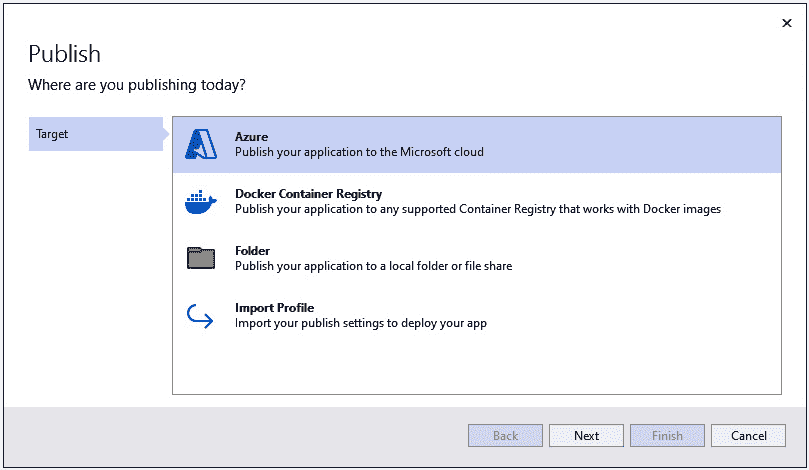 Publish
Where are you publishing today?
Target
Azure
Publish your application to the Microsoft cloud
Docker Container Registry
Publish your application to any supported Container Registry that works with Docker images
Folder
Publish your application to a local folder or file share
Import Profile
Import your publish settings to deploy your app
Back
Next
Finish
Cancel